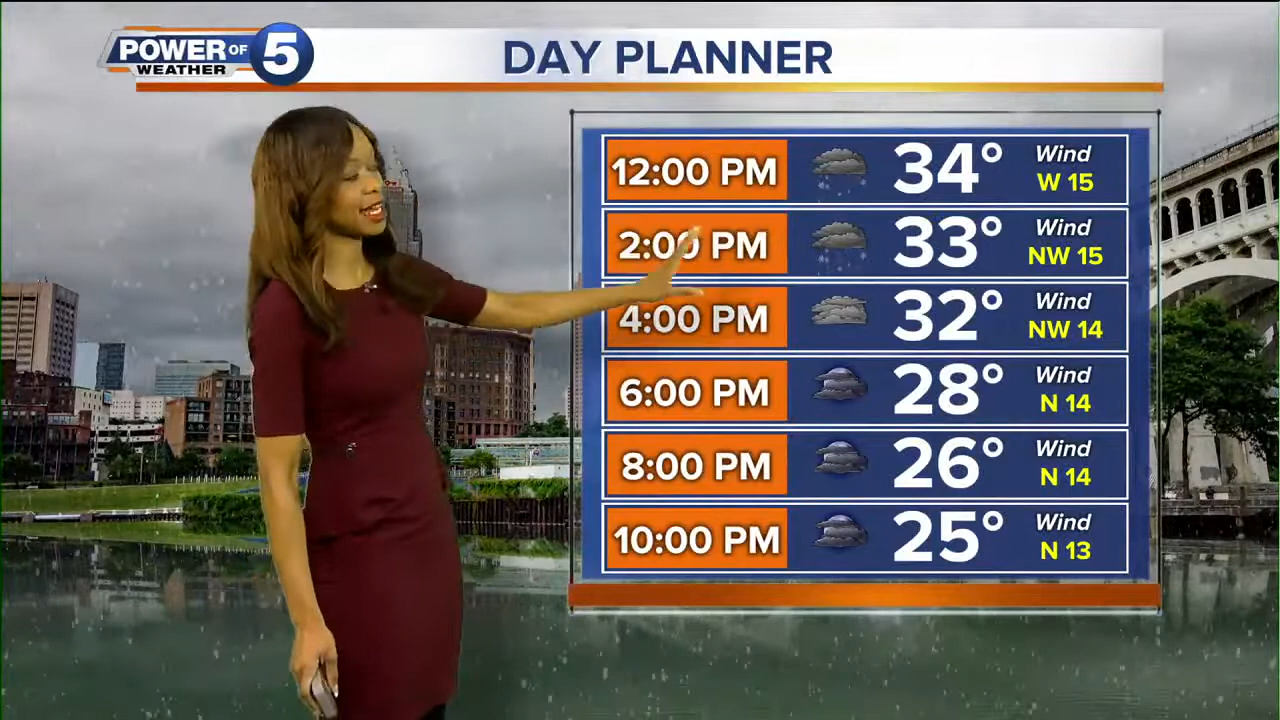 POWER OF 5
WEATHER
DAY PLANNER
12:00 PM 34° Wind W 15
2:00 PM 33° Wind NW 15
4:00 PM 32° Wind NW 14
6:00 PM 28° Wind N 14
8:00 PM 26° Wind N 14
10:00 PM 25° Wind N 13